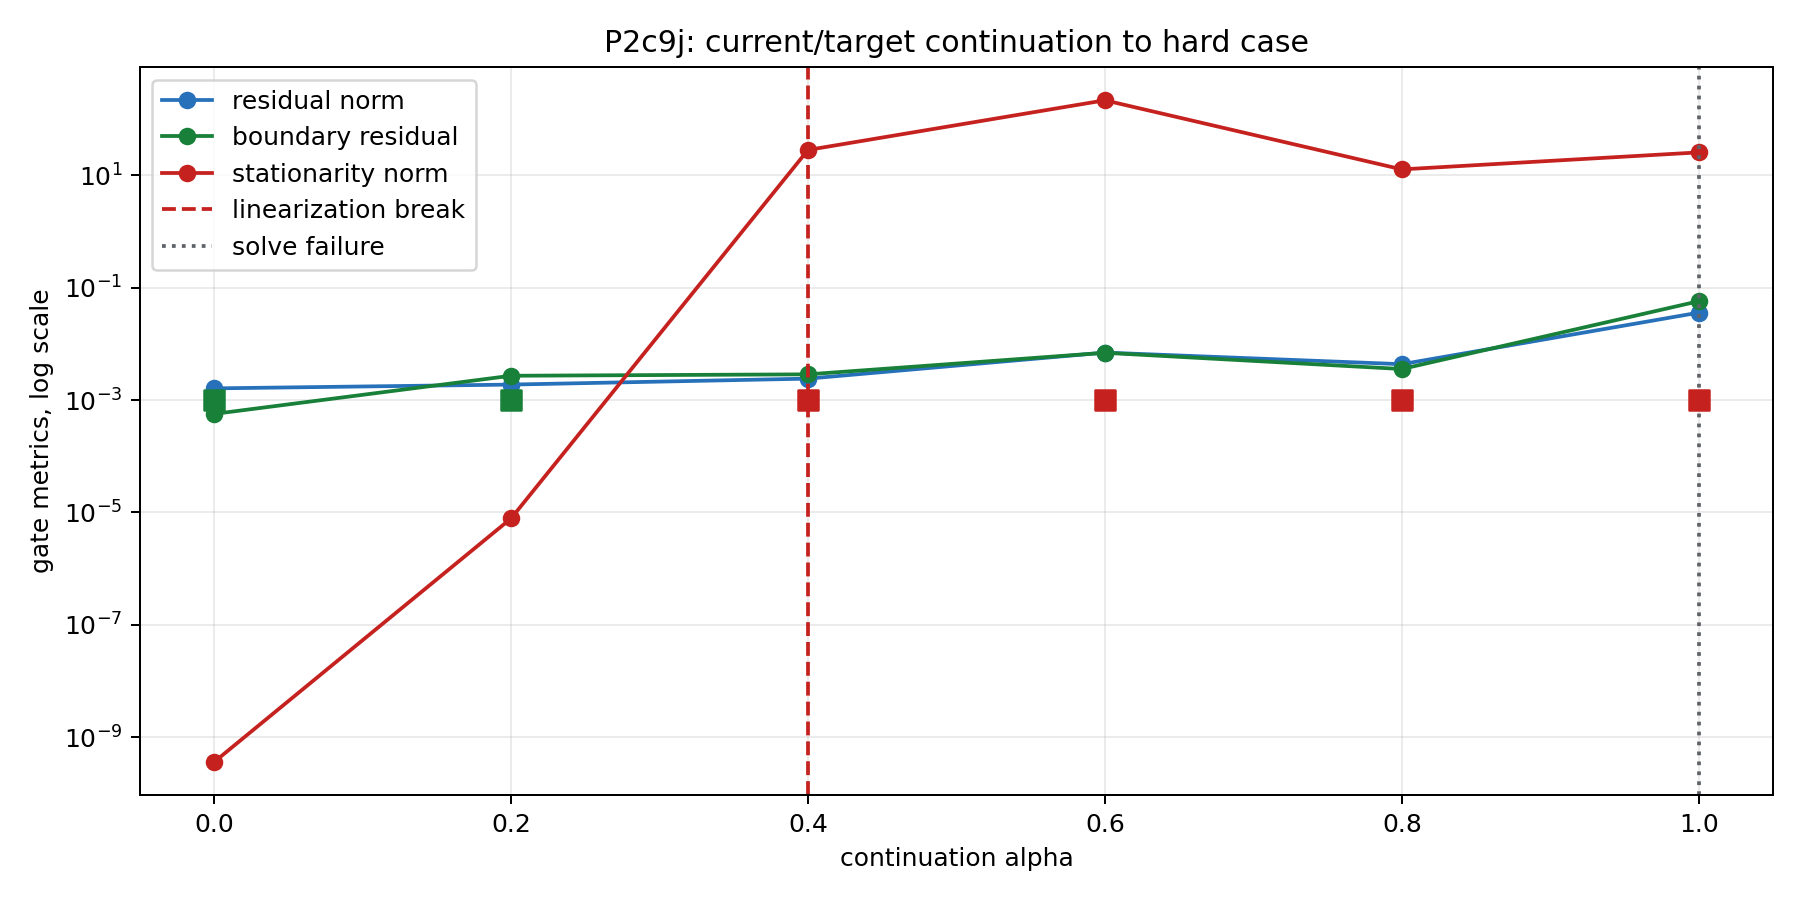 P2c9j: current/target continuation to hard case
residual norm
boundary residual
stationarity norm
linearization break
solve failure
gate metrics, log scale
10¹
10⁻¹
10⁻³
10⁻⁵
10⁻⁷
10⁻⁹
0.0 0.2 0.4 0.6 0.8 1.0
continuation alpha